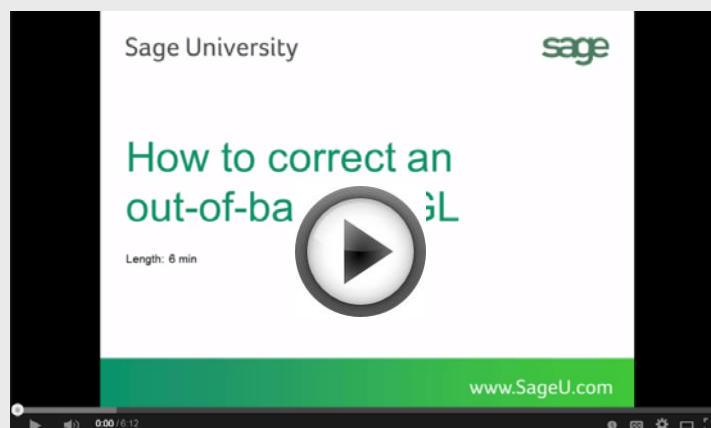 Sage University
sage
How to correct an
out-of-ba GL
Length: 6 min
www.SageU.com
0:00 / 6:12